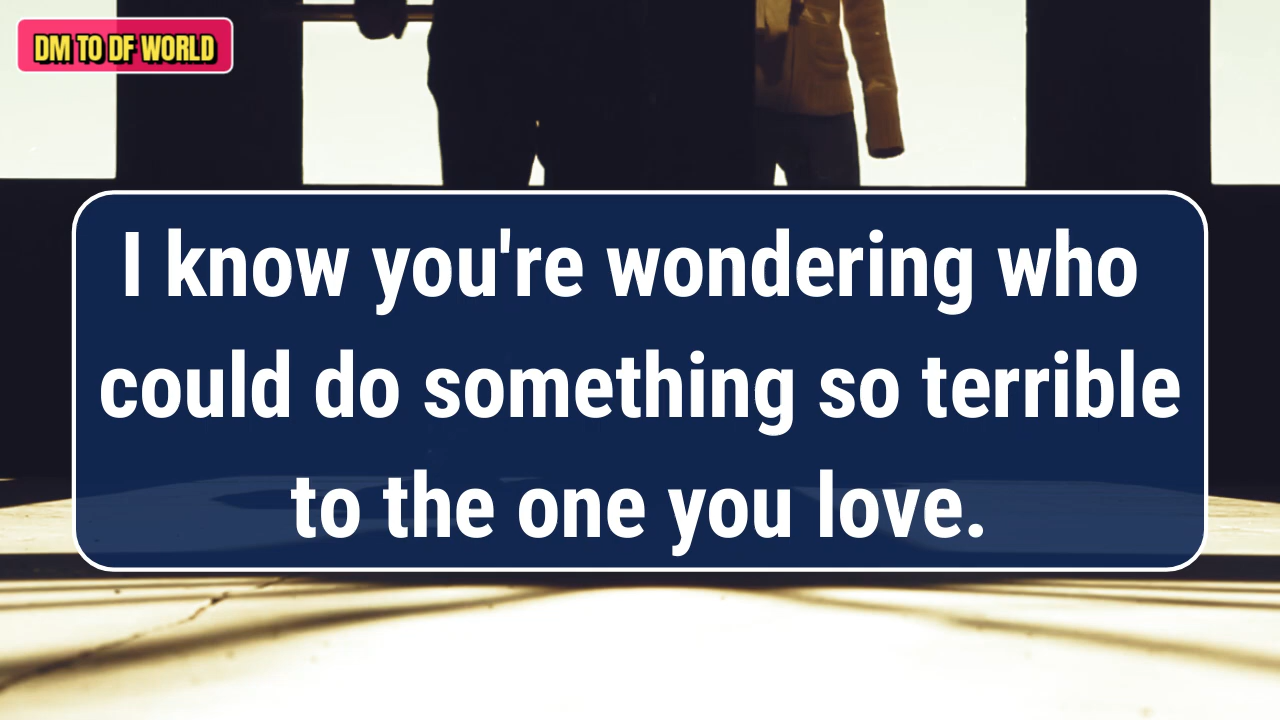 DM TO DF WORLD
I know you're wondering who
could do something so terrible
to the one you love.